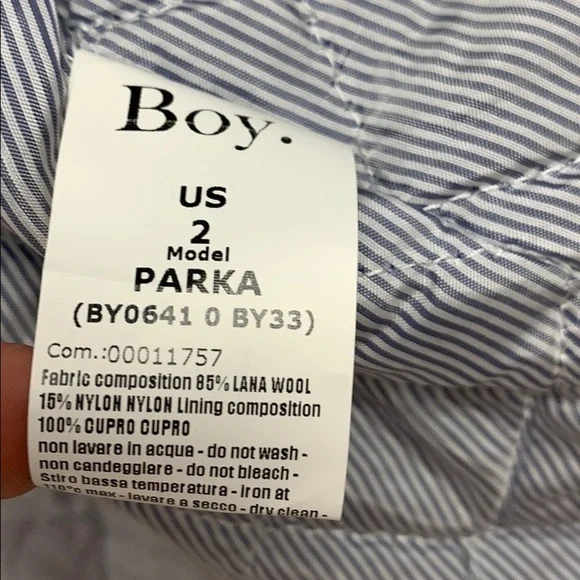 Boy.
US
2
Model
PARKA
(BY0641 0 BY33)
Com.:00011757
Fabric composition 85% LANA WOOL
15% NYLON NYLON Lining composition
100% CUPRO CUPRO
non lavare in acqua - do not wash -
non candeggiare - do not bleach -
Stiro bassa temperatura - iron at
110°c max - lavare a secco - dry clean -